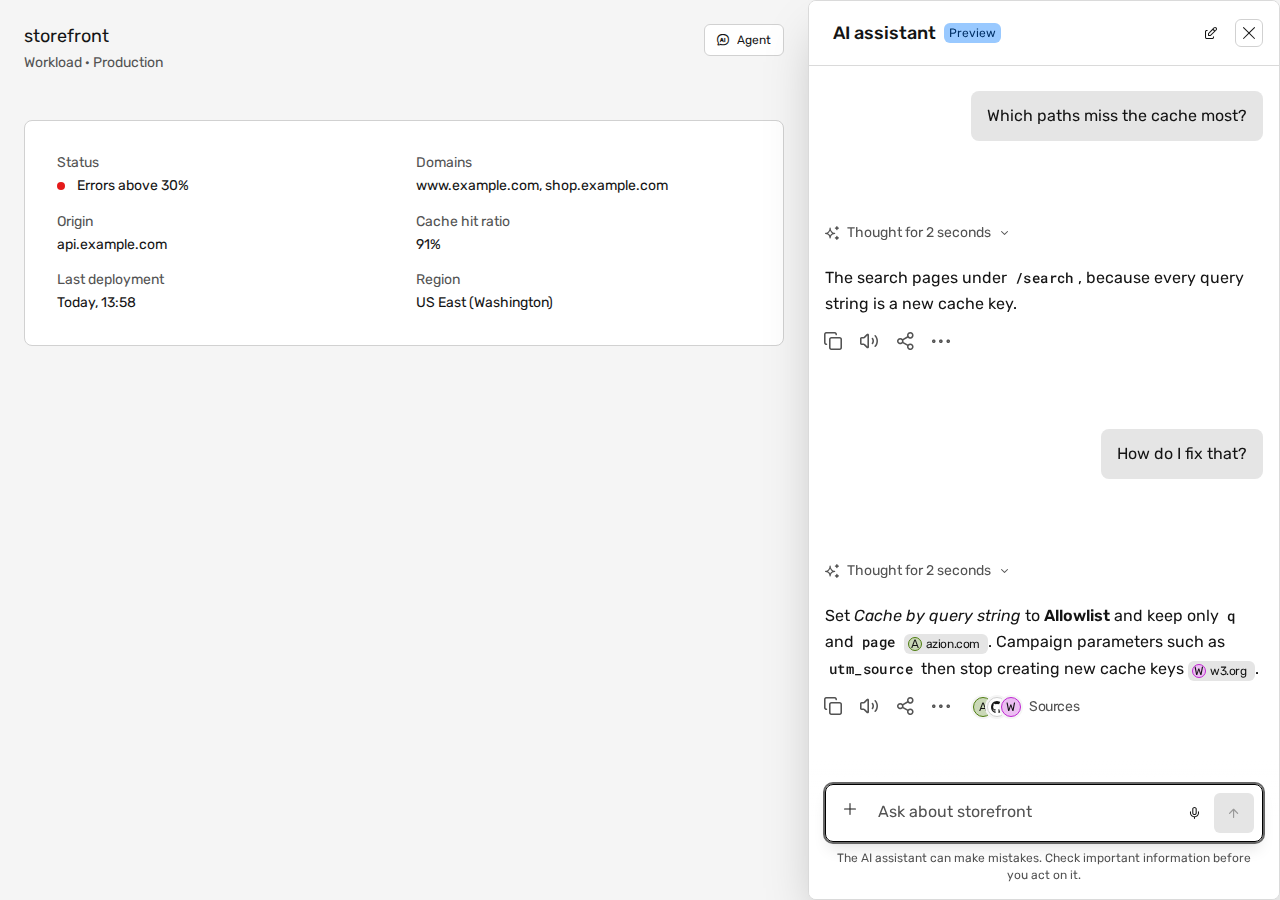 storefront
Workload • Production
Agent
Status
Errors above 30%
Domains
www.example.com, shop.example.com
Origin
api.example.com
Cache hit ratio
91%
Last deployment
Today, 13:58
Region
US East (Washington)
AI assistant
Preview
Which paths miss the cache most?
Thought for 2 seconds
The search pages under /search, because every query
string is a new cache key.
How do I fix that?
Thought for 2 seconds
Set Cache by query string to Allowlist and keep only q
and page A azion.com. Campaign parameters such as
utm_source then stop creating new cache keys W w3.org.
A W Sources
Ask about storefront
The AI assistant can make mistakes. Check important information before
you act on it.